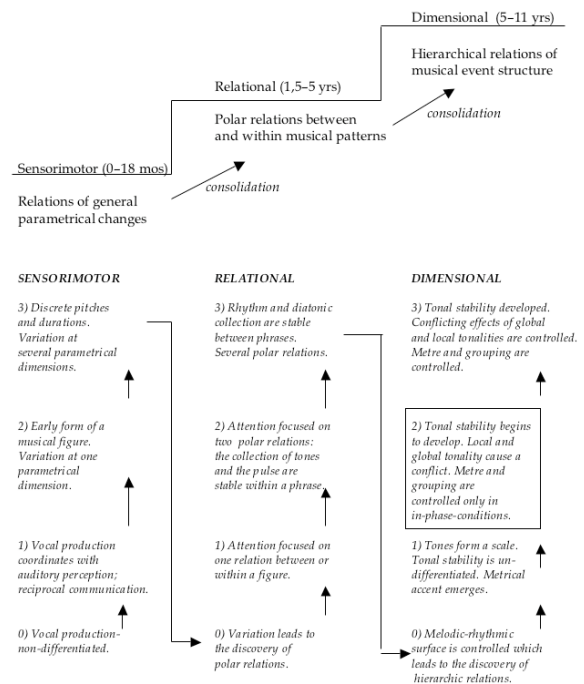 Dimensional (5–11 yrs)
Hierarchical relations of
musical event structure
Relational (1,5–5 yrs)
consolidation
Polar relations between
and within musical patterns
Sensorimotor (0–18 mos)
consolidation
Relations of general
parametrical changes
SENSORIMOTOR
3) Discrete pitches
and durations.
Variation at
several parametrical
dimensions.
2) Early form of a
musical figure.
Variation at one
parametrical
dimension.
1) Vocal production
coordinates with
auditory perception;
reciprocal communication.
0) Vocal production-
non-differentiated.
RELATIONAL
3) Rhythm and diatonic
collection are stable
between phrases.
Several polar relations.
2) Attention focused on
two polar relations:
the collection of tones
and the pulse are
stable within a phrase.
1) Attention focused on
one relation between or
within a figure.
0) Variation leads to
the discovery of
polar relations.
DIMENSIONAL
3) Tonal stability developed.
Conflicting effects of global
and local tonalities are controlled.
Metre and grouping are
controlled.
2) Tonal stability begins
to develop. Local and
global tonality cause a
conflict. Metre and
grouping are
controlled only in
in-phase-conditions.
1) Tones form a scale.
Tonal stability is un-
differentiated. Metrical
accent emerges.
0) Melodic-rhythmic
surface is controlled which
leads to the discovery of
hierarchic relations.